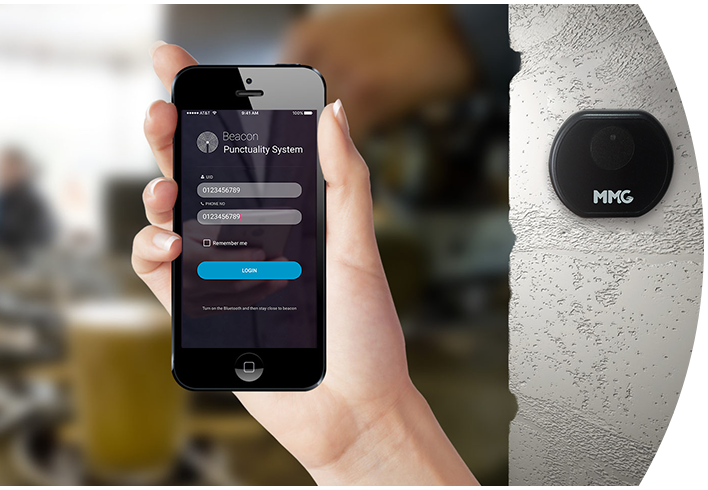 AT&T
9:41 AM
100%
Beacon
Punctuality System
UID
0123456789
PHONE NO
0123456789
Remember me
LOGIN
Turn on the Bluetooth and then stay close to beacon
MMG